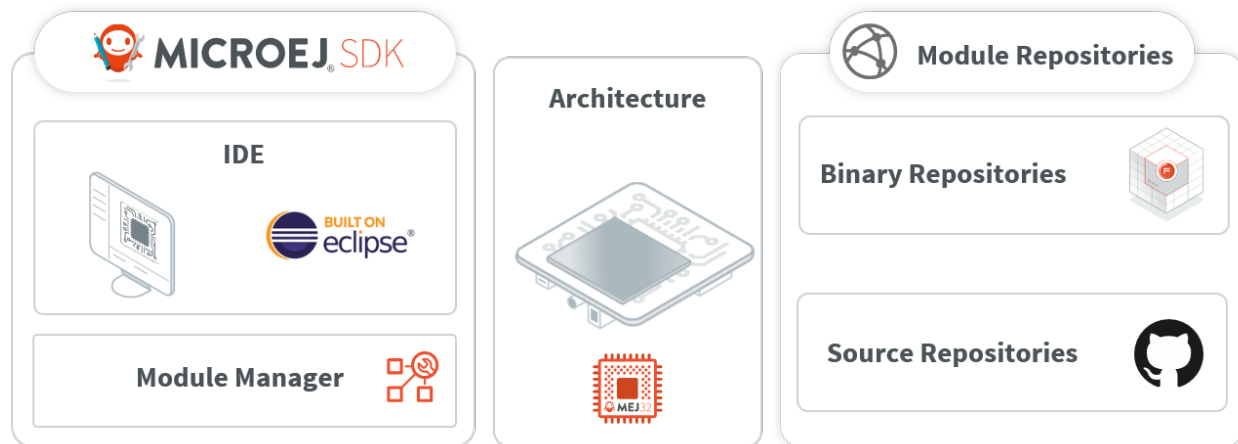 MICROEJ® SDK
IDE
BUILT ON
eclipse®
Module Manager
Architecture
MEJ32
Module Repositories
Binary Repositories
F
Source Repositories